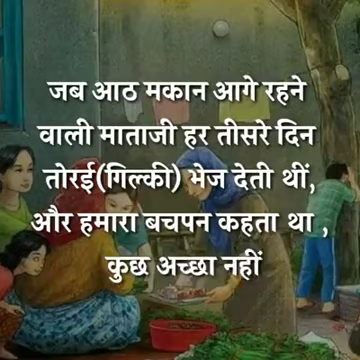 जब आठ मकान आगे रहने
वाली माताजी हर तीसरे दिन
तोरई(गिल्की) भेज देती थीं,
और हमारा बचपन कहता था ,
कुछ अच्छा नहीं